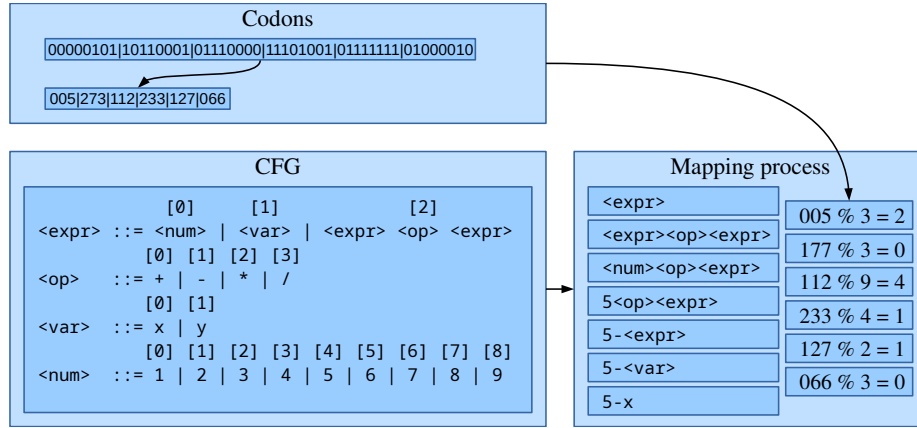 Codons
00000101|10110001|01110000|11101001|01111111|01000010
005|273|112|233|127|066
CFG
[0] [1] [2]
<expr> ::= <num> | <var> | <expr> <op> <expr>
[0] [1] [2] [3]
<op> ::= + | - | * | /
[0] [1]
<var> ::= x | y
[0] [1] [2] [3] [4] [5] [6] [7] [8]
<num> ::= 1 | 2 | 3 | 4 | 5 | 6 | 7 | 8 | 9
Mapping process
<expr>
<expr><op><expr>
<num><op><expr>
5<op><expr>
5-<expr>
5-<var>
5-x
005 % 3 = 2
177 % 3 = 0
112 % 9 = 4
233 % 4 = 1
127 % 2 = 1
066 % 3 = 0